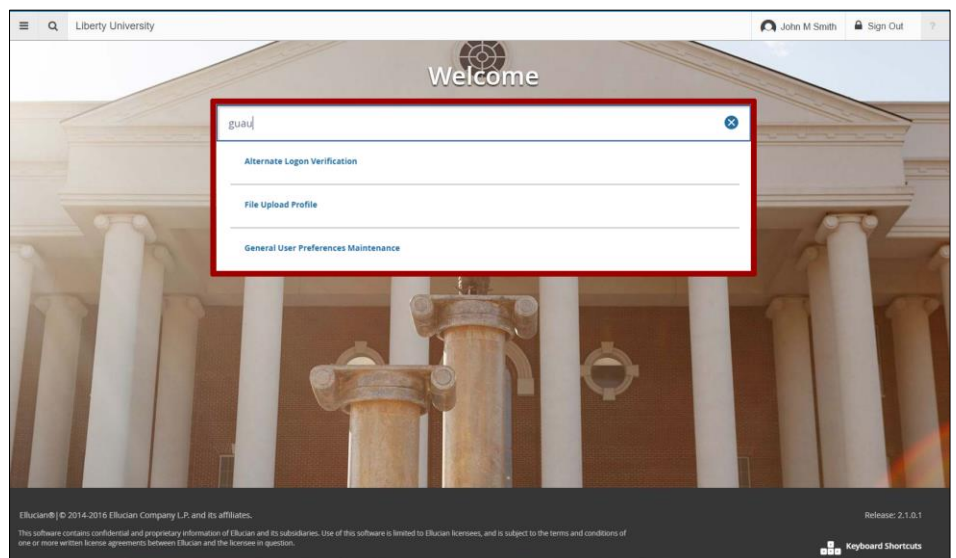 Liberty University
John M Smith
Sign Out
?
Welcome
guau
Alternate Logon Verification
File Upload Profile
General User Preferences Maintenance
Ellucian®|© 2014-2016 Ellucian Company L.P. and its affiliates.
Release: 2.1.0.1
This software contains confidential and proprietary information of Ellucian and its subsidiaries. Use of this software is limited to Ellucian licensees, and is subject to the terms and conditions of
one or more written license agreements between Ellucian and the licensee in question.
Keyboard Shortcuts